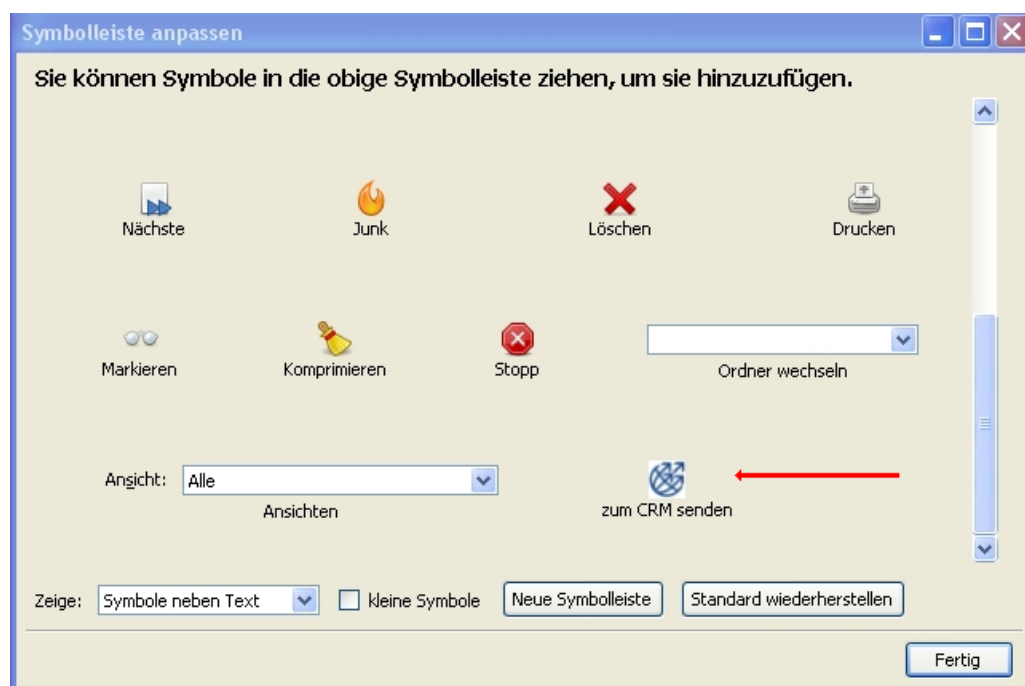 Symbolleiste anpassen
Sie können Symbole in die obige Symbolleiste ziehen, um sie hinzuzufügen.
Nächste Junk Löschen Drucken
Markieren Komprimieren Stopp Ordner wechseln
Ansicht: Alle
Ansichten zum CRM senden
Zeige: Symbole neben Text kleine Symbole Neue Symbolleiste Standard wiederherstellen
Fertig